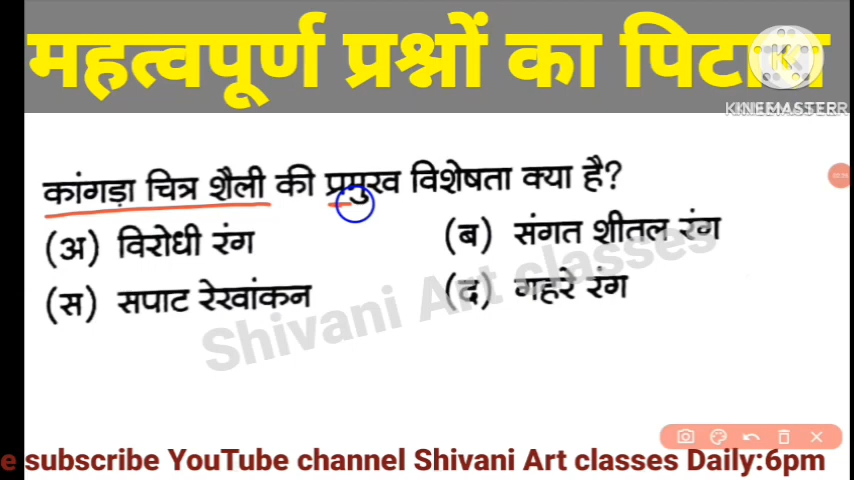 महत्वपूर्ण प्रश्नों का पिटारा
KINEMASTER
कांगड़ा चित्र शैली की प्रमुख विशेषता क्या है?
(अ) विरोधी रंग
(ब) संगत शीतल रंग
(स) सपाट रेखांकन
(द) गहरे रंग
Shivani Art classes
e subscribe YouTube channel Shivani Art classes Daily:6pm